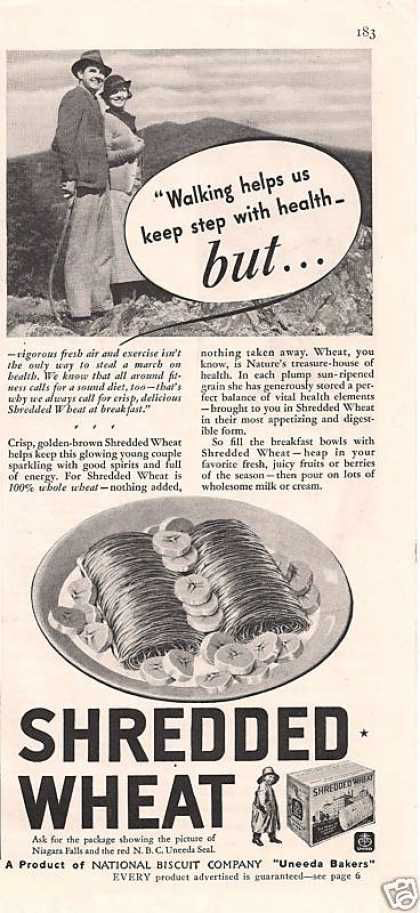 183
"Walking helps us
keep step with health—
but...
—vigorous fresh air and exercise isn't
the only way to steal a march on
health. We know that all around fit-
ness calls for a sound diet, too—that's
why we always call for crisp, delicious
Shredded Wheat at breakfast."
. . .
Crisp, golden-brown Shredded Wheat
helps keep this glowing young couple
sparkling with good spirits and full
of energy. For Shredded Wheat is
100% whole wheat—nothing added,
nothing taken away. Wheat, you
know, is Nature's treasure-house of
health. In each plump sun-ripened
grain she has generously stored a per-
fect balance of vital health elements
—brought to you in Shredded Wheat
in their most appetizing and digest-
ible form.
So fill the breakfast bowls with
Shredded Wheat—heap in your
favorite fresh, juicy fruits or berries
of the season—then pour on lots of
wholesome milk or cream.
SHREDDED
WHEAT
SHREDDED WHEAT
Ask for the package showing the picture of
Niagara Falls and the red N.B.C. Uneeda Seal.
A Product of NATIONAL BISCUIT COMPANY "Uneeda Bakers"
EVERY product advertised is guaranteed—see page 6